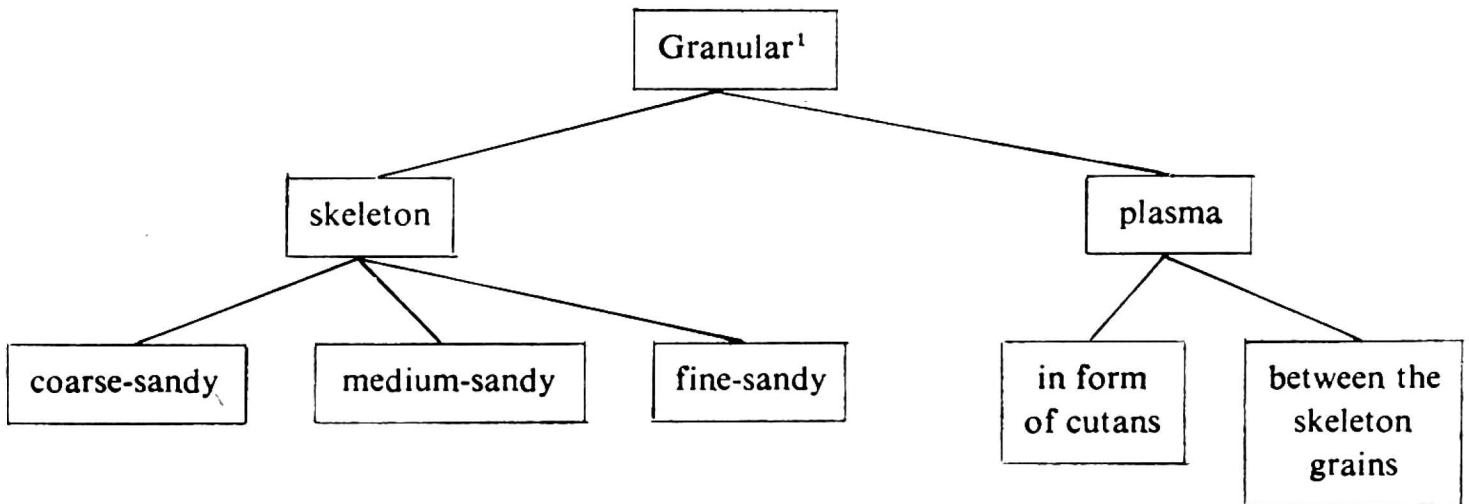 Granular¹
skeleton
plasma
coarse-sandy
medium-sandy
fine-sandy
in form
of cutans
between the
skeleton
grains